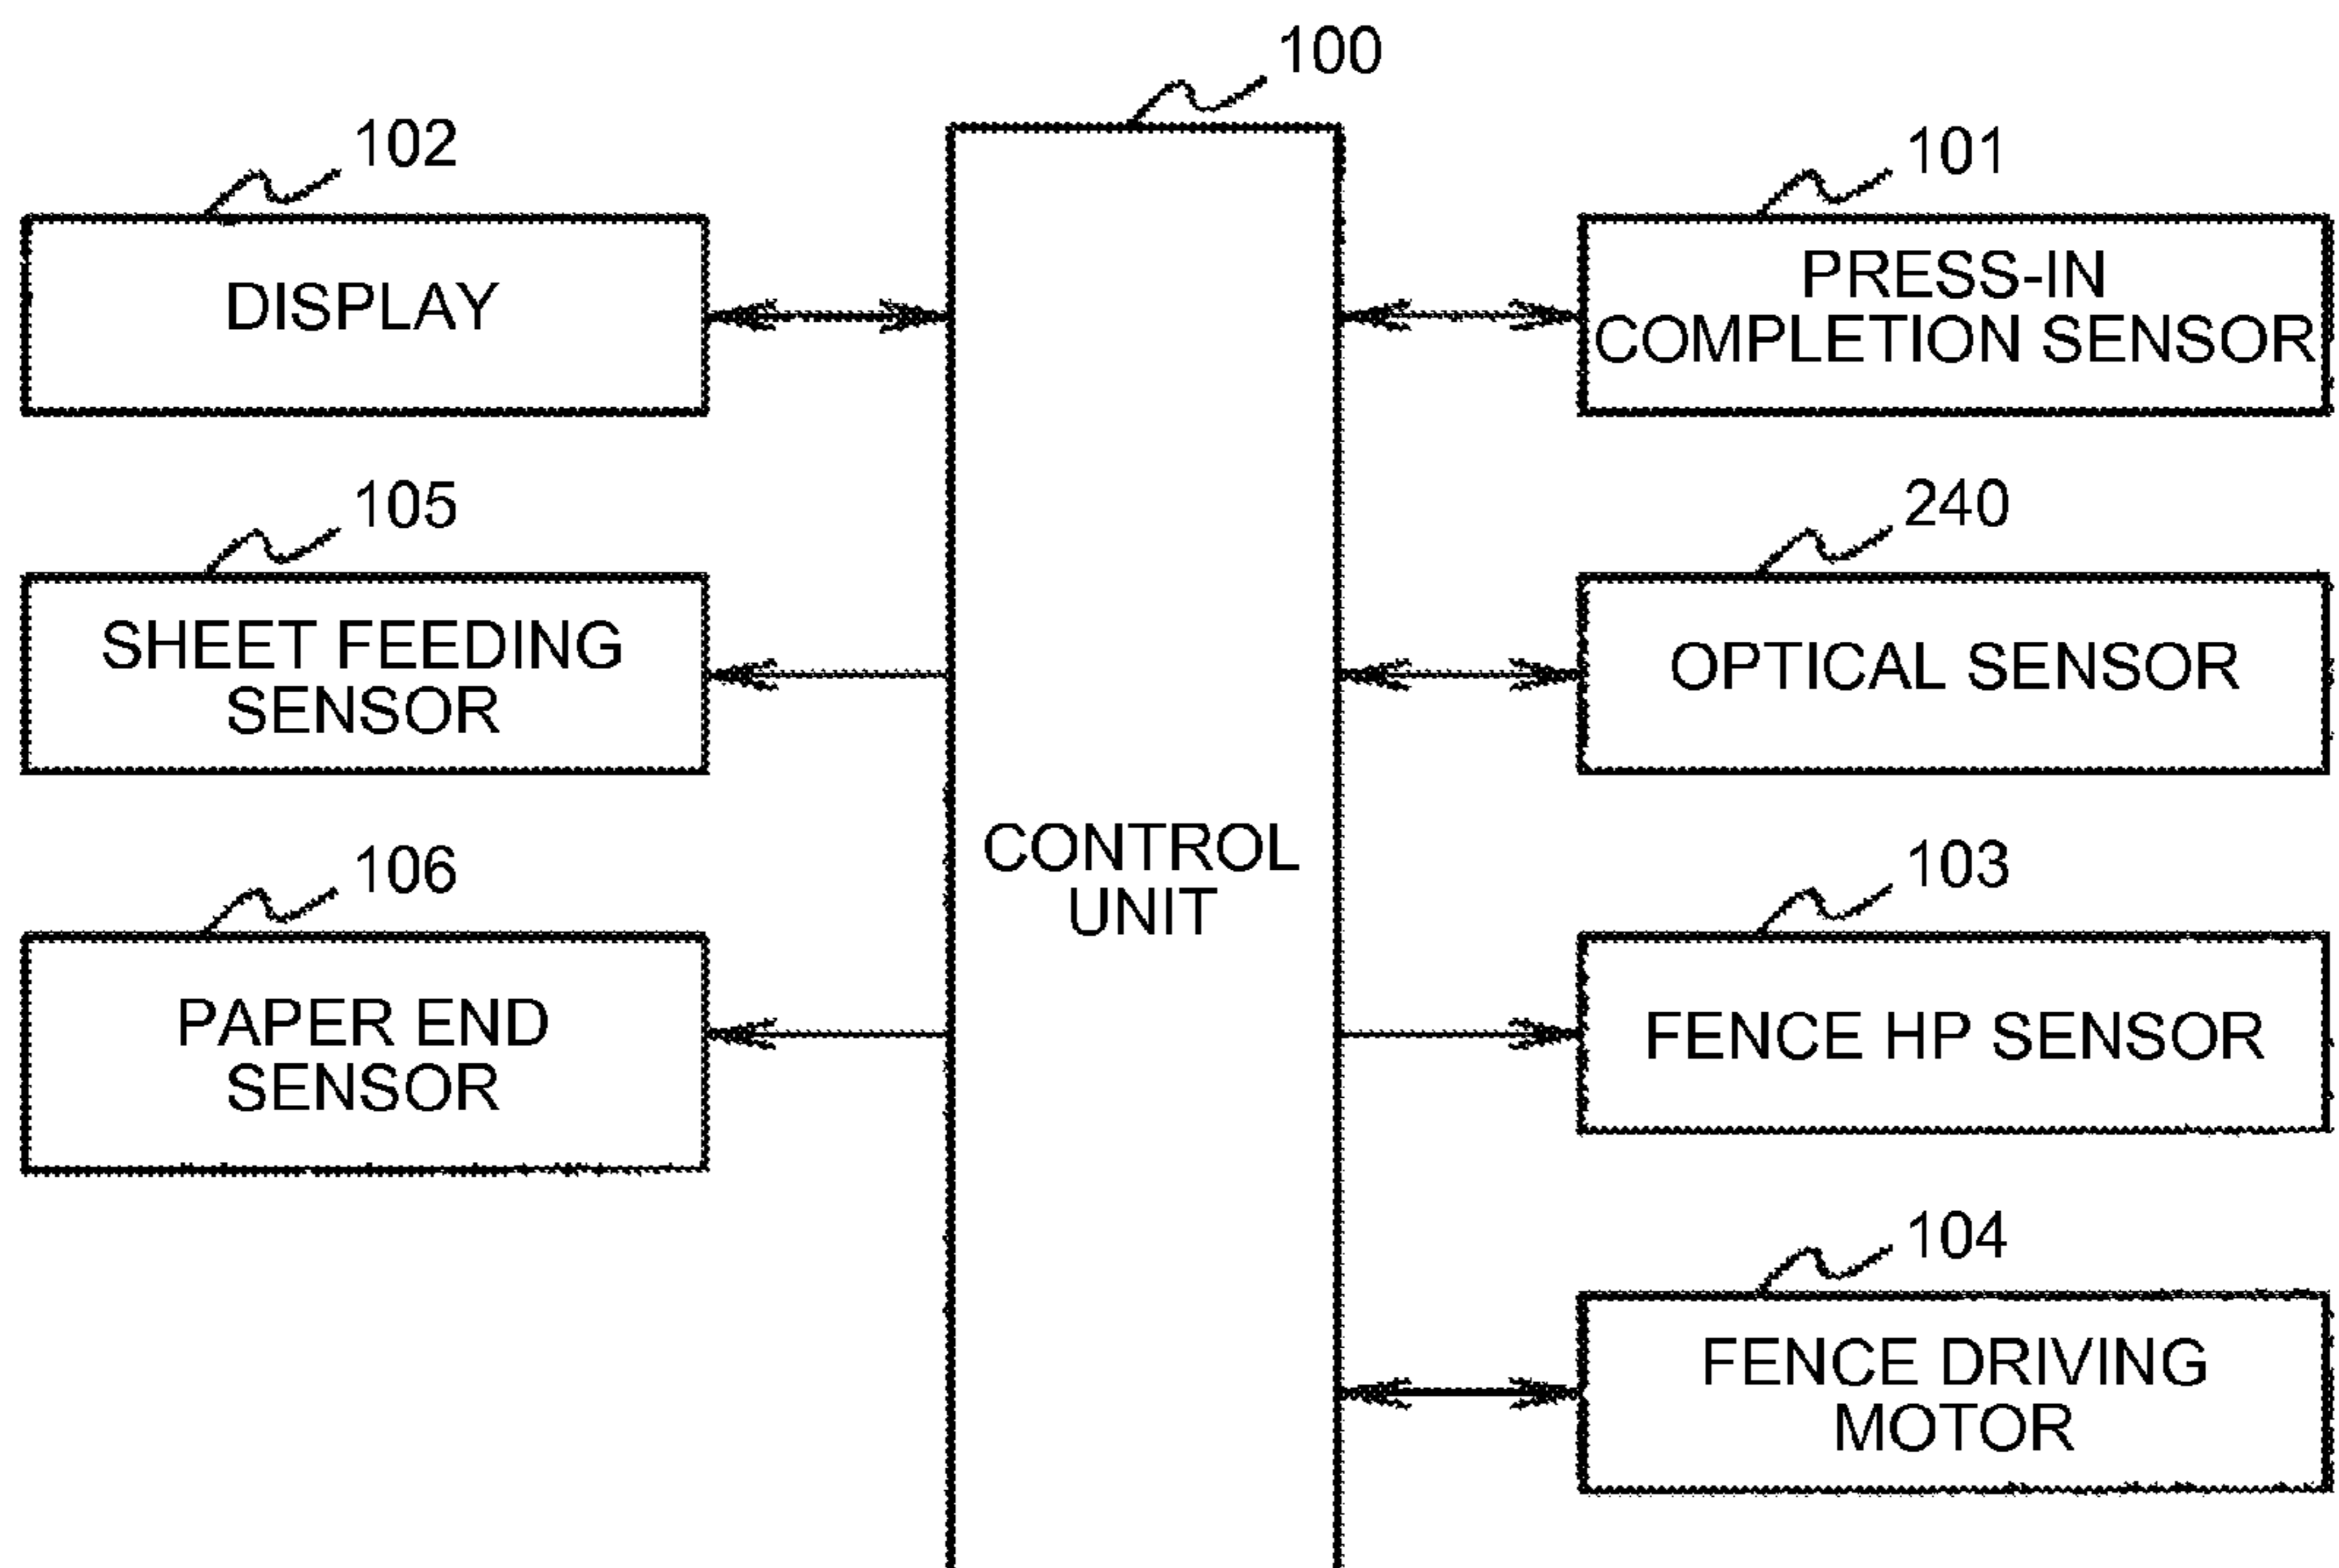 100
102
DISPLAY
101
PRESS-IN
COMPLETION SENSOR
105
SHEET FEEDING
SENSOR
240
OPTICAL SENSOR
CONTROL
UNIT
106
PAPER END
SENSOR
103
FENCE HP SENSOR
104
FENCE DRIVING
MOTOR